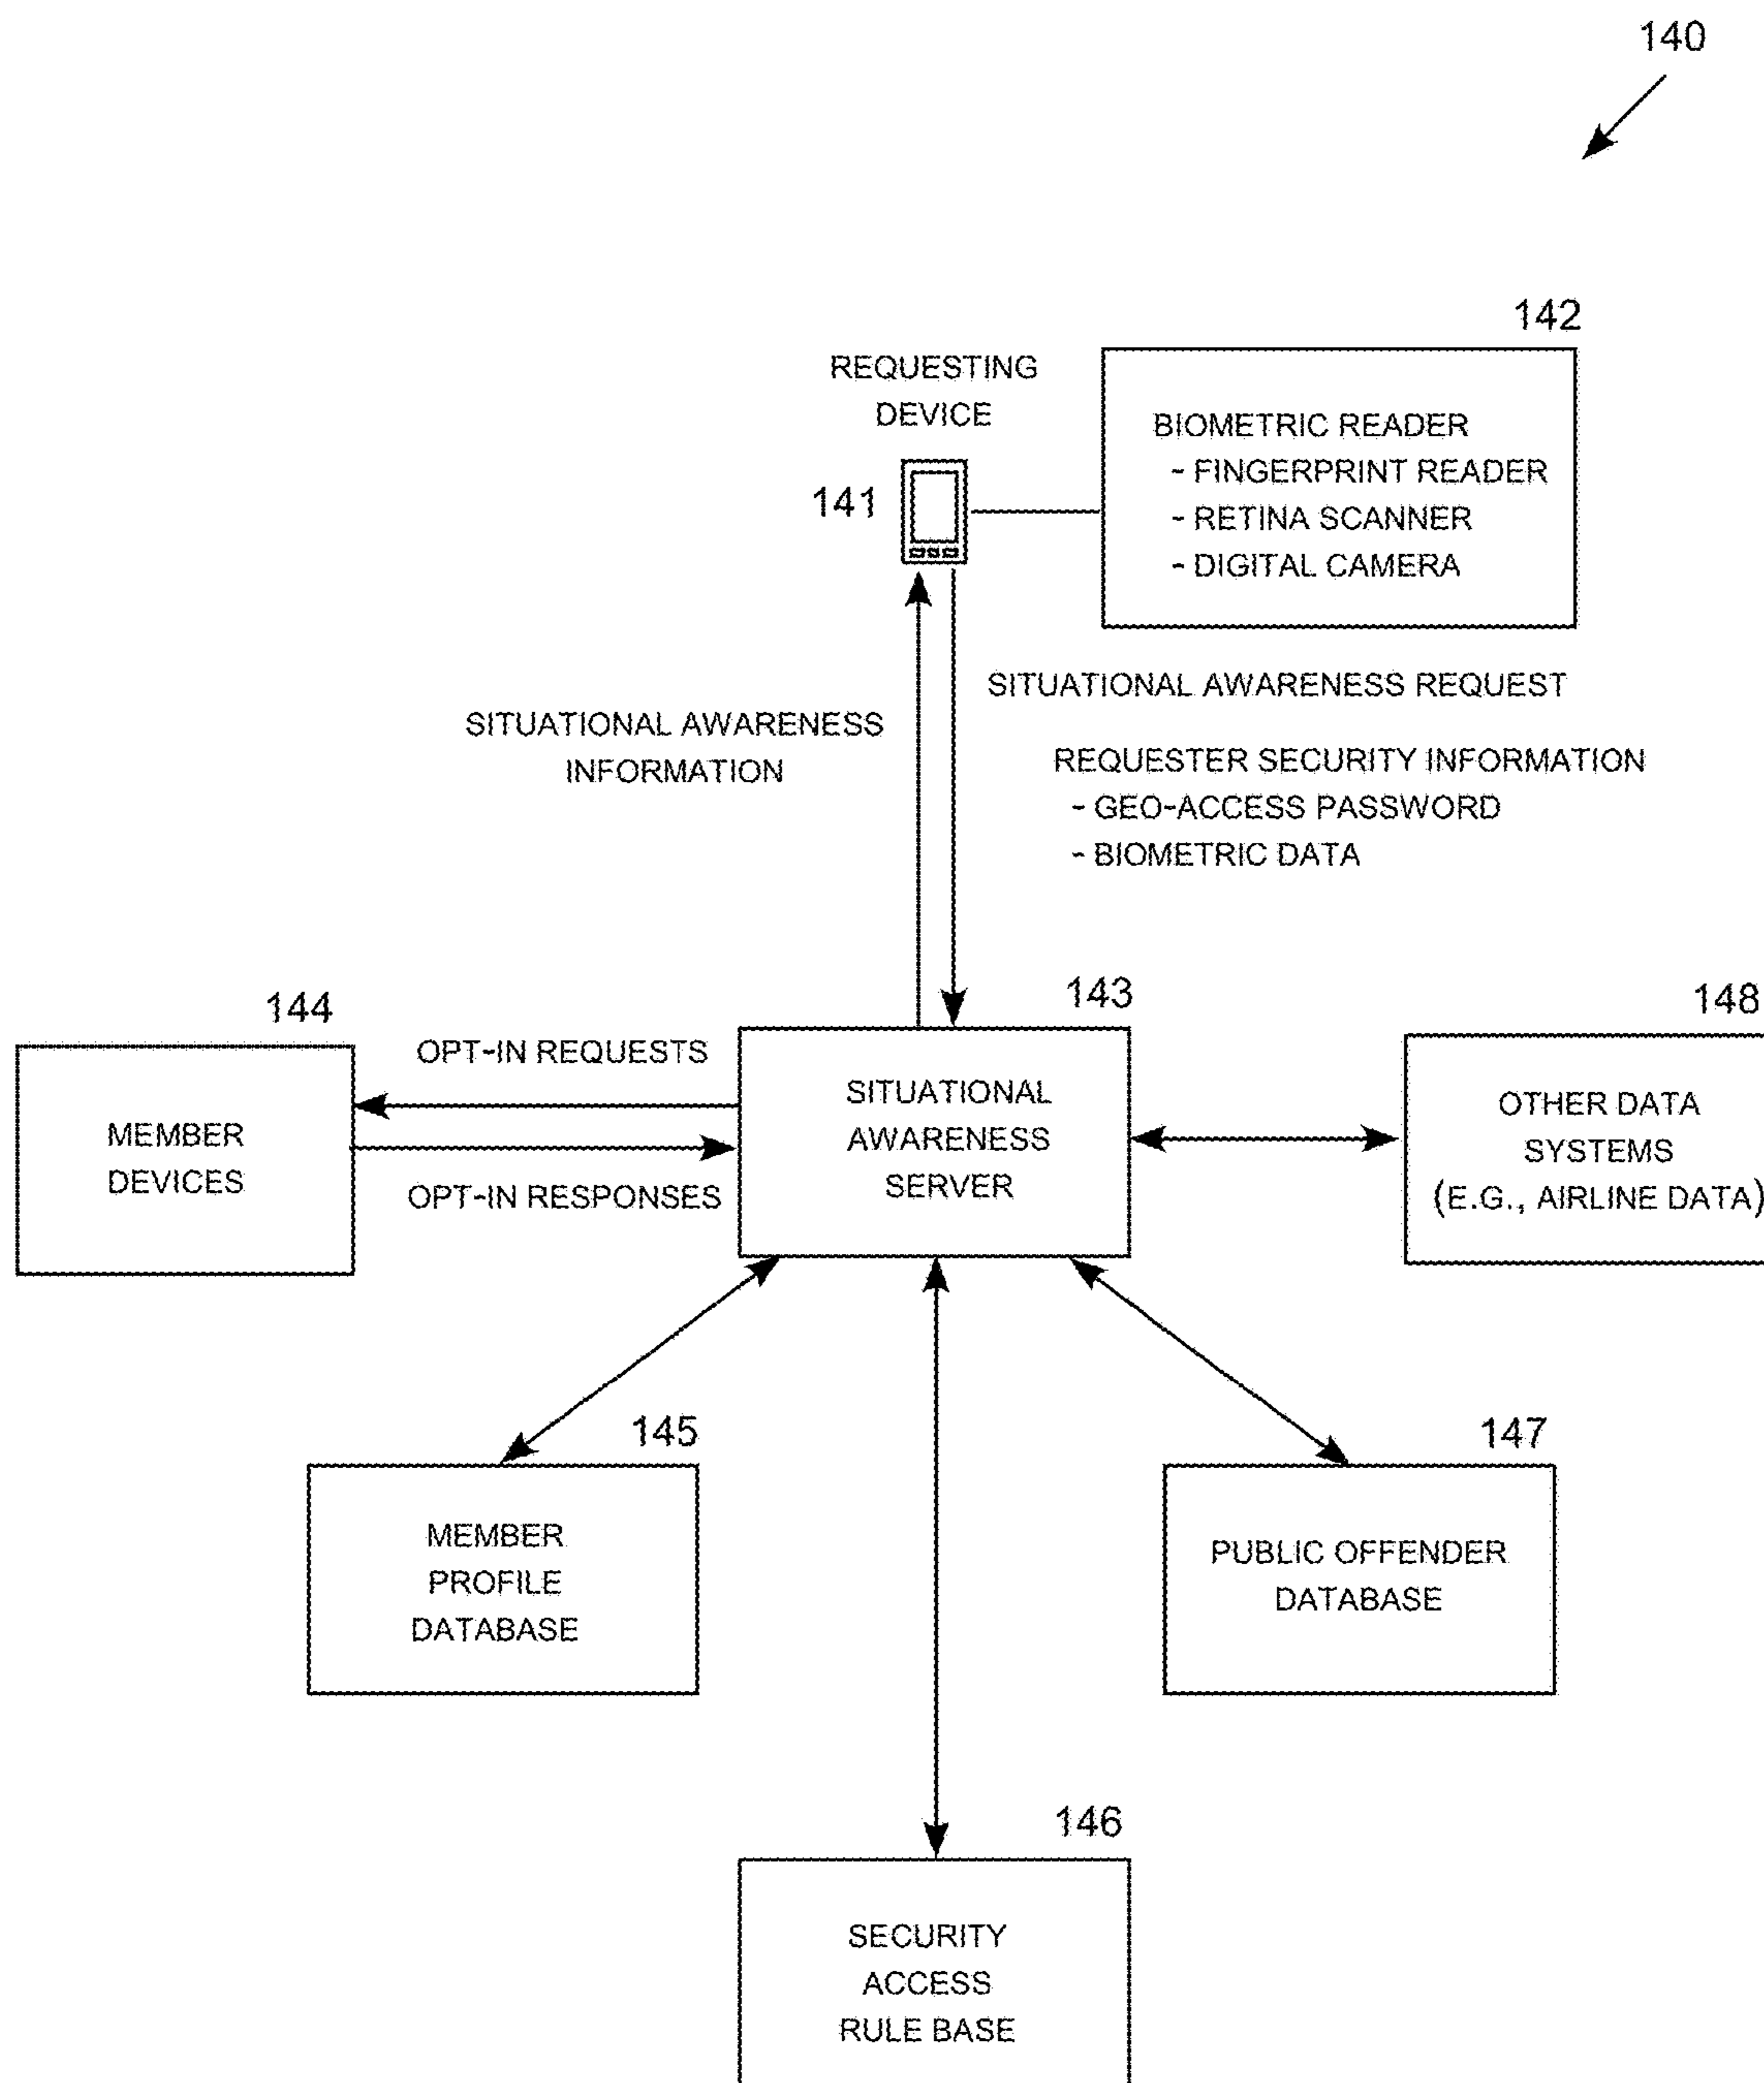 140
142
REQUESTING
DEVICE
141
BIOMETRIC READER
- FINGERPRINT READER
- RETINA SCANNER
- DIGITAL CAMERA
SITUATIONAL AWARENESS
INFORMATION
SITUATIONAL AWARENESS REQUEST
REQUESTER SECURITY INFORMATION
- GEO-ACCESS PASSWORD
- BIOMETRIC DATA
144
143
148
MEMBER
DEVICES
OPT-IN REQUESTS
OPT-IN RESPONSES
SITUATIONAL
AWARENESS
SERVER
OTHER DATA
SYSTEMS
(E.G., AIRLINE DATA)
145
MEMBER
PROFILE
DATABASE
147
PUBLIC OFFENDER
DATABASE
146
SECURITY
ACCESS
RULE BASE